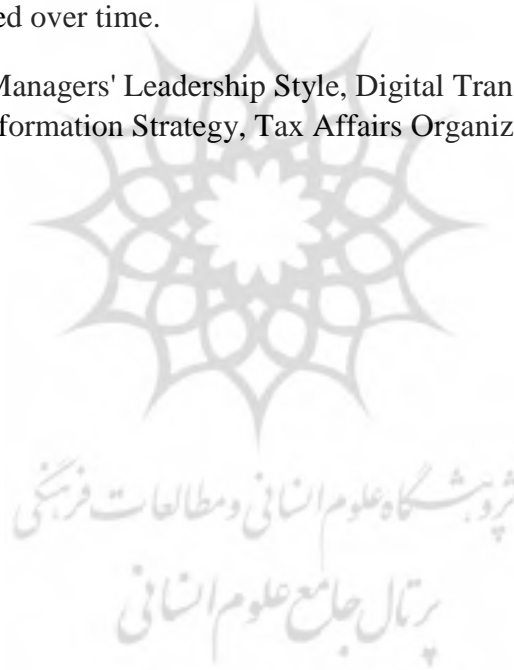 ed over time.
Managers' Leadership Style, Digital Tran
formation Strategy, Tax Affairs Organiz
پژوهشگاه علوم انسانی و مطالعات فرهنگی
پرتال جامع علوم انسانی